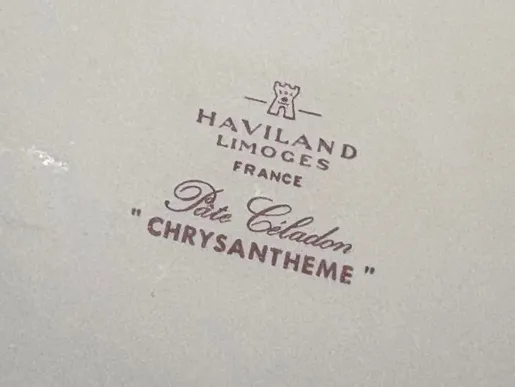 HAVILAND
LIMOGES
FRANCE
Pâte Céladon
"CHRYSANTHEME"